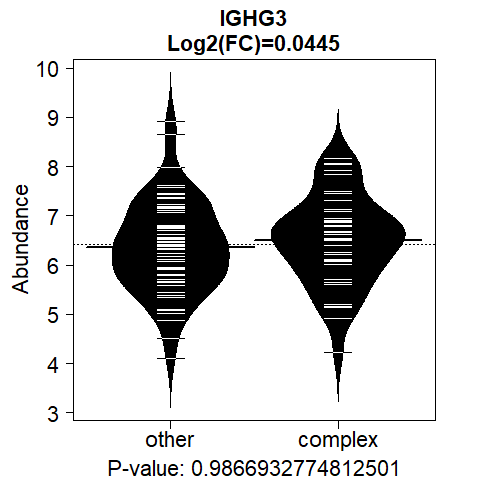 IGHG3
Log2(FC)=0.0445
Abundance
10
9
8
7
6
5
4
3
other complex
P-value: 0.9866932774812501